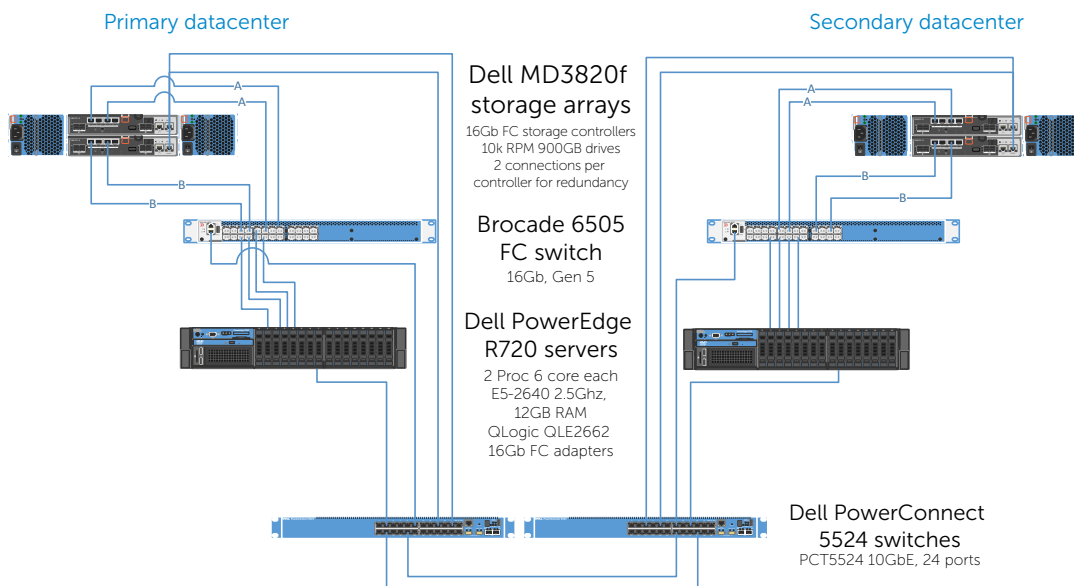 Primary datacenter
Secondary datacenter
Dell MD3820f
storage arrays
16Gb FC storage controllers
10k RPM 900GB drives
2 connections per
controller for redundancy
A
A
B
B
A
A
B
B
Brocade 6505
FC switch
16Gb, Gen 5
Dell PowerEdge
R720 servers
2 Proc 6 core each
E5-2640 2.5Ghz,
12GB RAM
QLogic QLE2662
16Gb FC adapters
Dell PowerConnect
5524 switches
PCT5524 10GbE, 24 ports